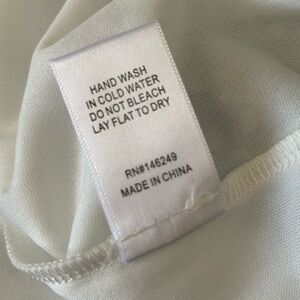 HAND WASH
IN COLD WATER
DO NOT BLEACH
LAY FLAT TO DRY
RN#146249
MADE IN CHINA